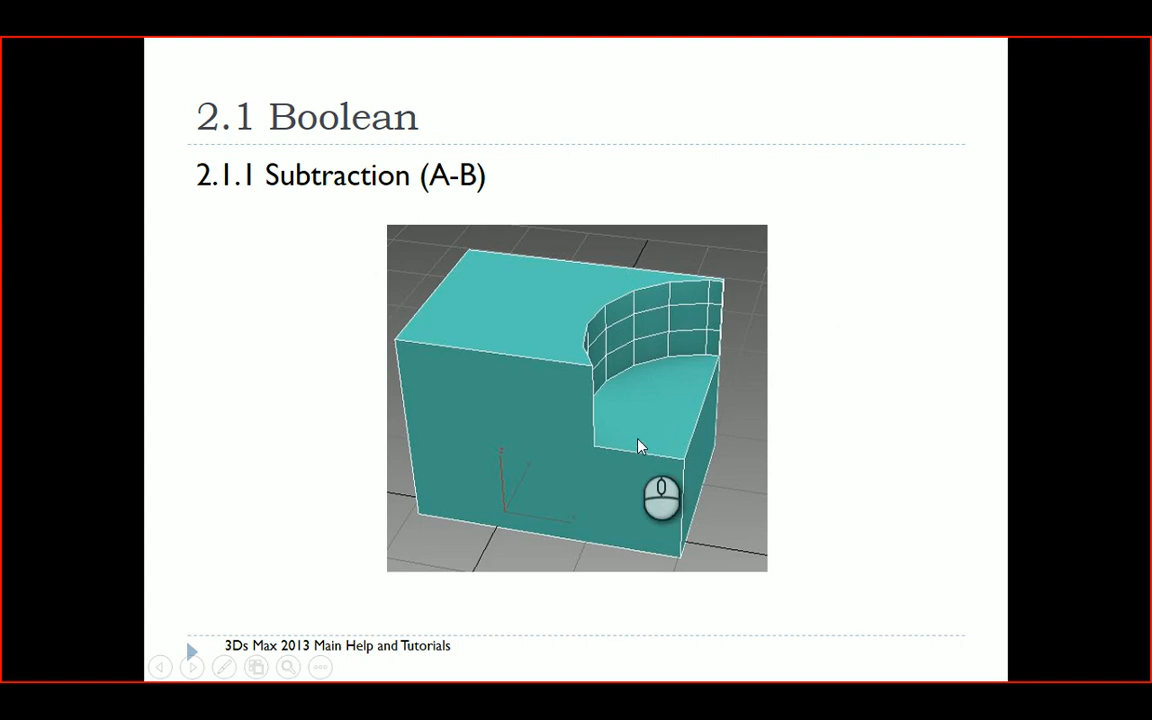 2.1 Boolean
2.1.1 Subtraction (A-B)
3Ds Max 2013 Main Help and Tutorials